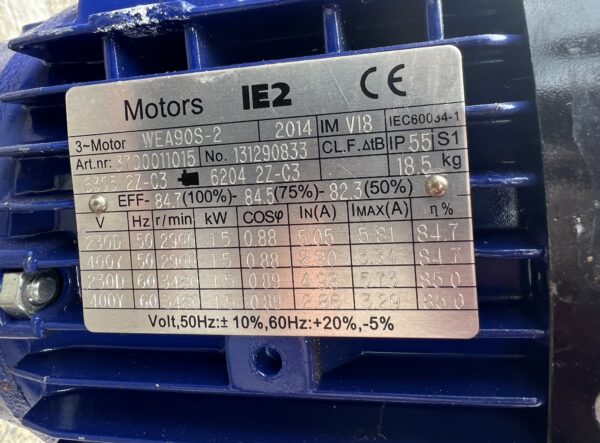 Motors IE2 CE
3~Motor WEA90S-2 2014 IM V18 IEC60034-1
Art.nr: 3700011015 No. 131290833 CL.F. ΔtB IP 55 S1
6205 2Z-C3 6204 2Z-C3 18.5 kg
EFF- 84.7(100%)- 84.5(75%)- 82.3(50%)
V Hz r/min kW COSφ IN(A) IMAX(A) η%
230D 50 2900 1.5 0.88 5.05 5.81 84.7
400Y 50 2900 1.5 0.88 2.90 3.34 84.7
230D 60 3480 1.5 0.89 4.98 5.73 85.0
400Y 60 3480 1.5 0.89 2.86 3.29 85.0
Volt,50Hz:± 10%,60Hz:+20%,-5%